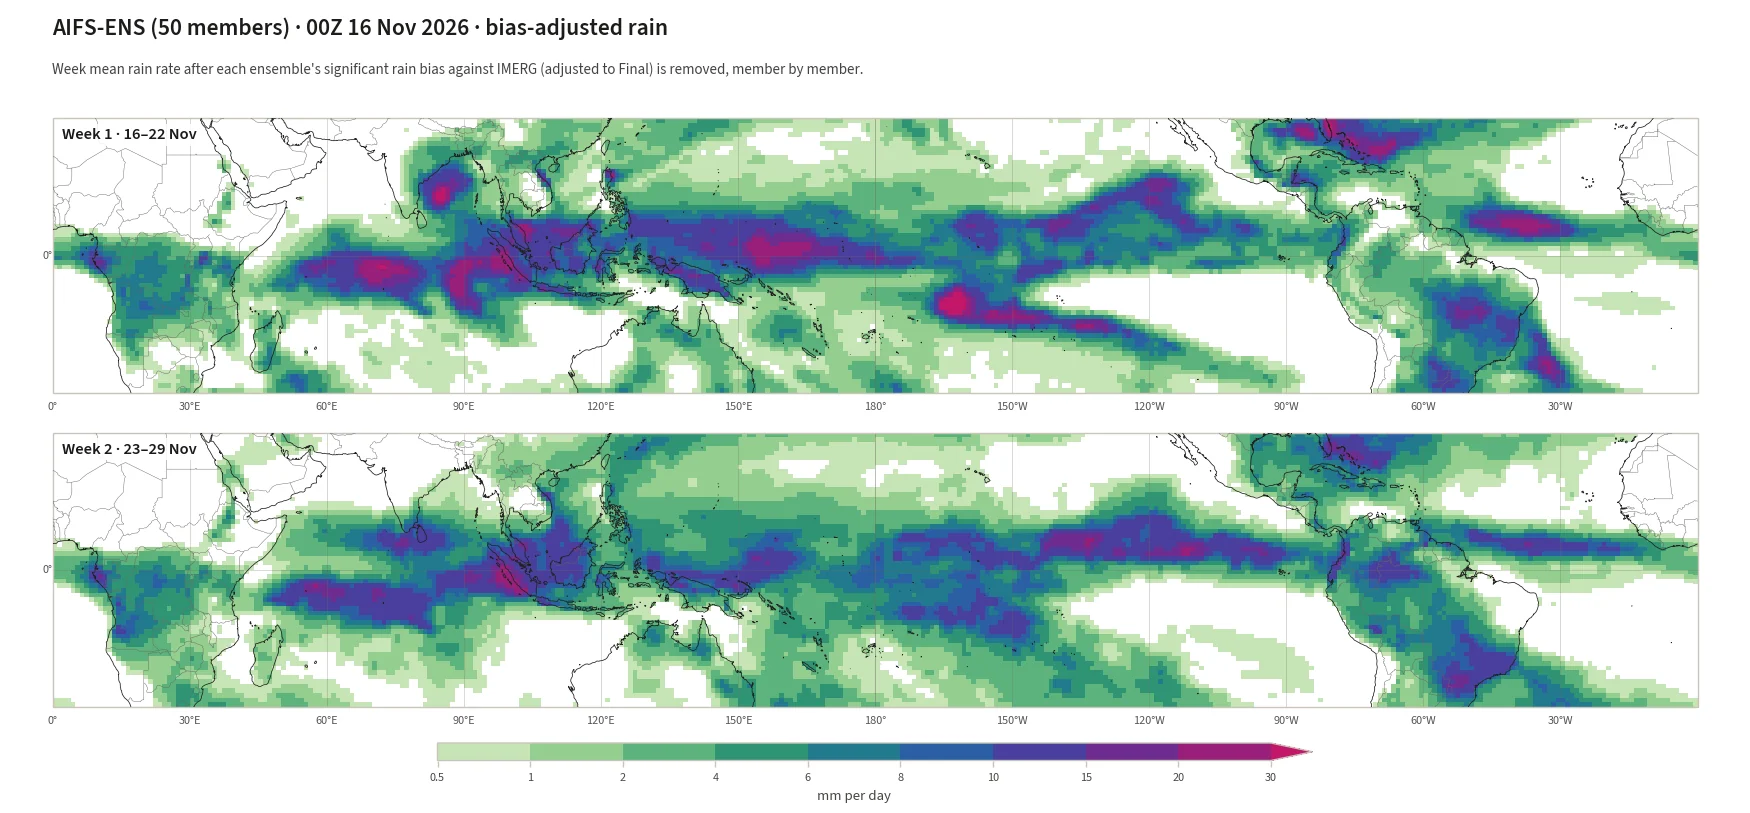 AIFS-ENS (50 members) · 00Z 16 Nov 2026 · bias-adjusted rain
Week mean rain rate after each ensemble's significant rain bias against IMERG (adjusted to Final) is removed, member by member.
Week 1 · 16–22 Nov
0°
0° 30°E 60°E 90°E 120°E 150°E 180° 150°W 120°W 90°W 60°W 30°W
Week 2 · 23–29 Nov
0°
0° 30°E 60°E 90°E 120°E 150°E 180° 150°W 120°W 90°W 60°W 30°W
0.5 1 2 4 6 8 10 15 20 30
mm per day